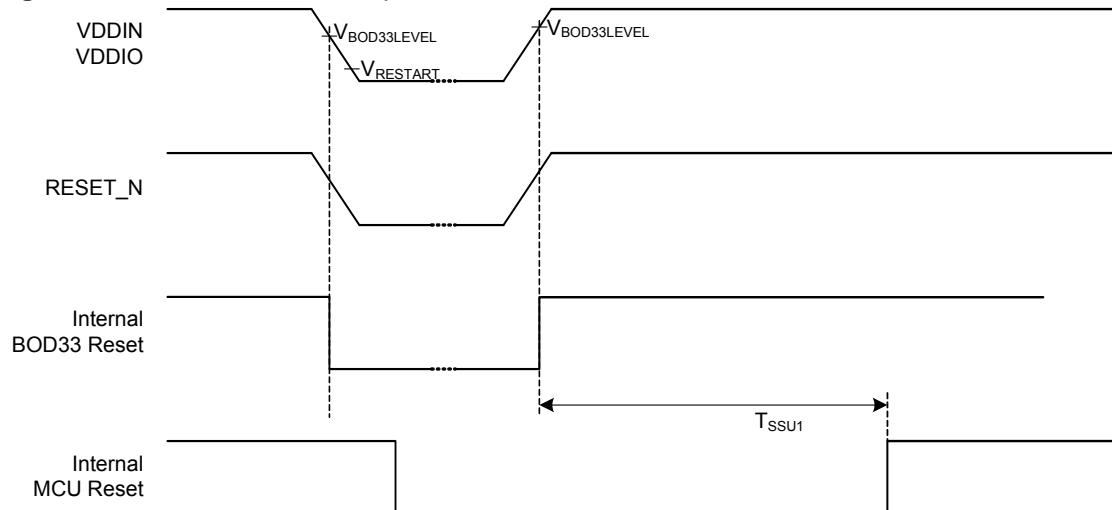 VDDIN
VDDIO
VBOD33LEVEL
VBOD33LEVEL
VRESTART
RESET_N
Internal
BOD33 Reset
TSSU1
Internal
MCU Reset